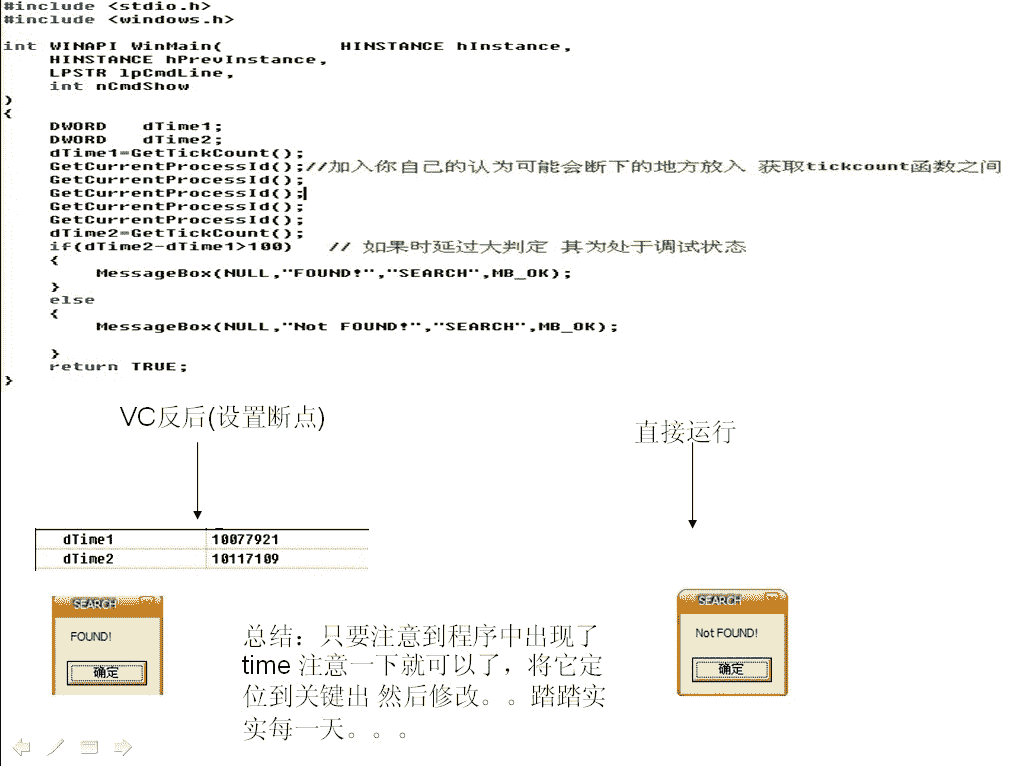 #include <stdio.h>
#include <windows.h>
int WINAPI WinMain(          HINSTANCE hInstance,
    HINSTANCE hPrevInstance,
    LPSTR lpCmdLine,
    int nCmdShow
)
{
    DWORD   dTime1;
    DWORD   dTime2;
    dTime1=GetTickCount();
    GetCurrentProcessId();//加入你自己的认为可能会断下的地方放入 获取tickcount函数之间
    GetCurrentProcessId();
    GetCurrentProcessId();
    GetCurrentProcessId();
    GetCurrentProcessId();
    dTime2=GetTickCount();
    if(dTime2-dTime1>100)   // 如果时延过大判定 其为处于调试状态
    {
        MessageBox(NULL,"FOUND!","SEARCH",MB_OK);
    }
    else
    {
        MessageBox(NULL,"Not FOUND!","SEARCH",MB_OK);
    }
    return TRUE;
}
VC反后(设置断点)
直接运行
dTime1 10077921
dTime2 10117109
SEARCH
FOUND!
确定
SEARCH
Not FOUND!
确定
总结：只要注意到程序中出现了
time 注意一下就可以了，将它定
位到关键出 然后修改。。踏踏实
实每一天。。。